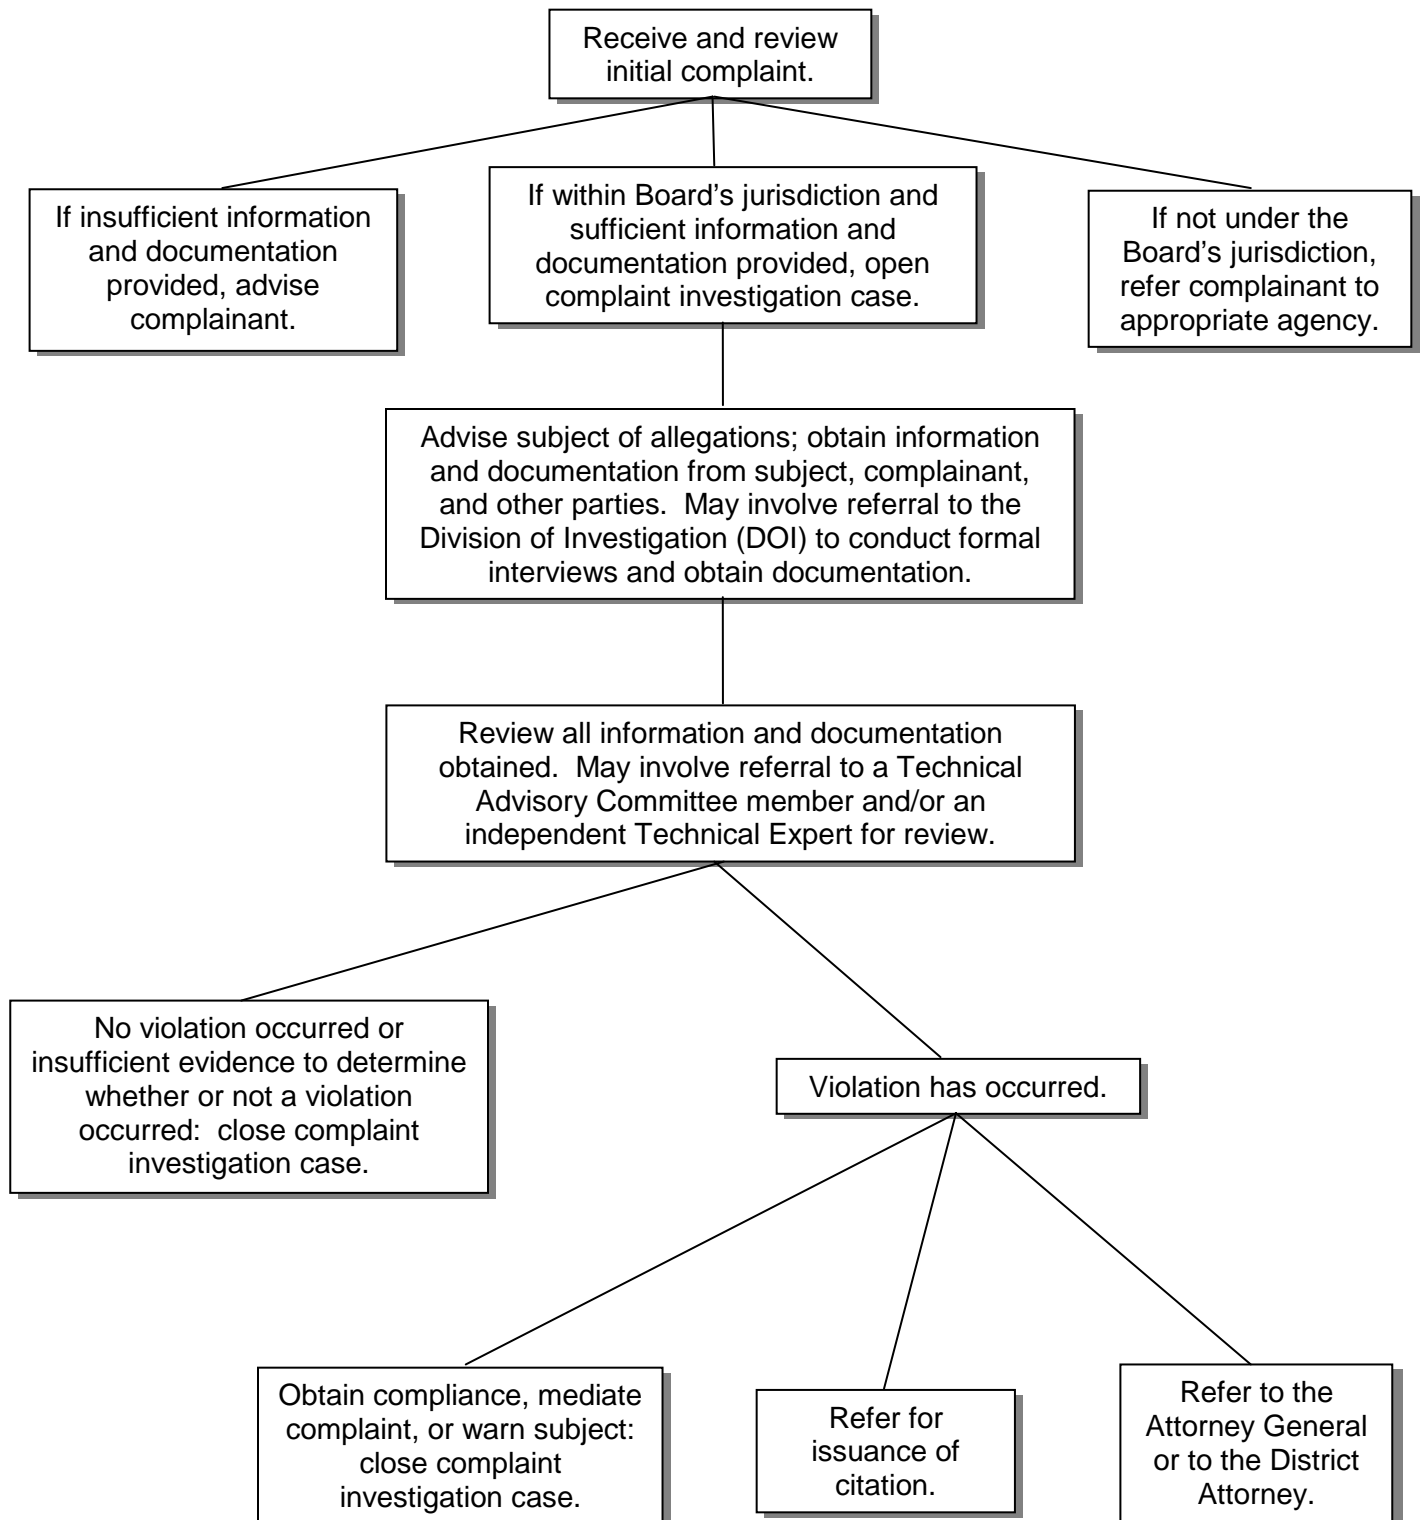 Receive and review
initial complaint.
If insufficient information
and documentation
provided, advise
complainant.
If within Board’s jurisdiction and
sufficient information and
documentation provided, open
complaint investigation case.
If not under the
Board’s jurisdiction,
refer complainant to
appropriate agency.
Advise subject of allegations; obtain information
and documentation from subject, complainant,
and other parties.  May involve referral to the
Division of Investigation (DOI) to conduct formal
interviews and obtain documentation.
Review all information and documentation
obtained.  May involve referral to a Technical
Advisory Committee member and/or an
independent Technical Expert for review.
No violation occurred or
insufficient evidence to determine
whether or not a violation
occurred:  close complaint
investigation case.
Violation has occurred.
Obtain compliance, mediate
complaint, or warn subject:
close complaint
investigation case.
Refer for
issuance of
citation.
Refer to the
Attorney General
or to the District
Attorney.